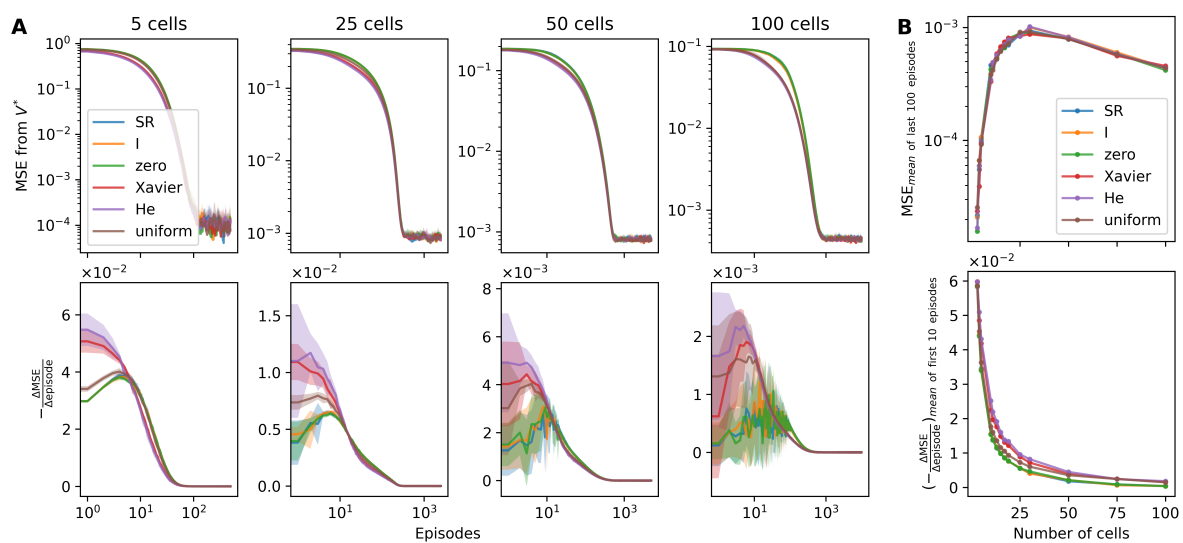 A
5 cells
25 cells
50 cells
100 cells
B
MSE from V*
10^0
10^−1
10^−2
10^−3
10^−4
SR
I
zero
Xavier
He
uniform
10^−1
10^−2
10^−3
10^−1
10^−2
10^−3
10^−1
10^−2
10^−3
MSE_mean of last 100 episodes
10^−3
10^−4
SR
I
zero
Xavier
He
uniform
×10^−2
×10^−2
×10^−3
×10^−3
×10^−2
−ΔMSE/Δepisode
6
4
2
0
1.5
1.0
0.5
0.0
8
6
4
2
0
2
1
0
(−ΔMSE/Δepisode)_mean of first 10 episodes
6
5
4
3
2
1
0
10^0
10^1
10^2
10^1
10^3
10^1
10^3
10^1
10^3
25
50
75
100
Episodes
Number of cells